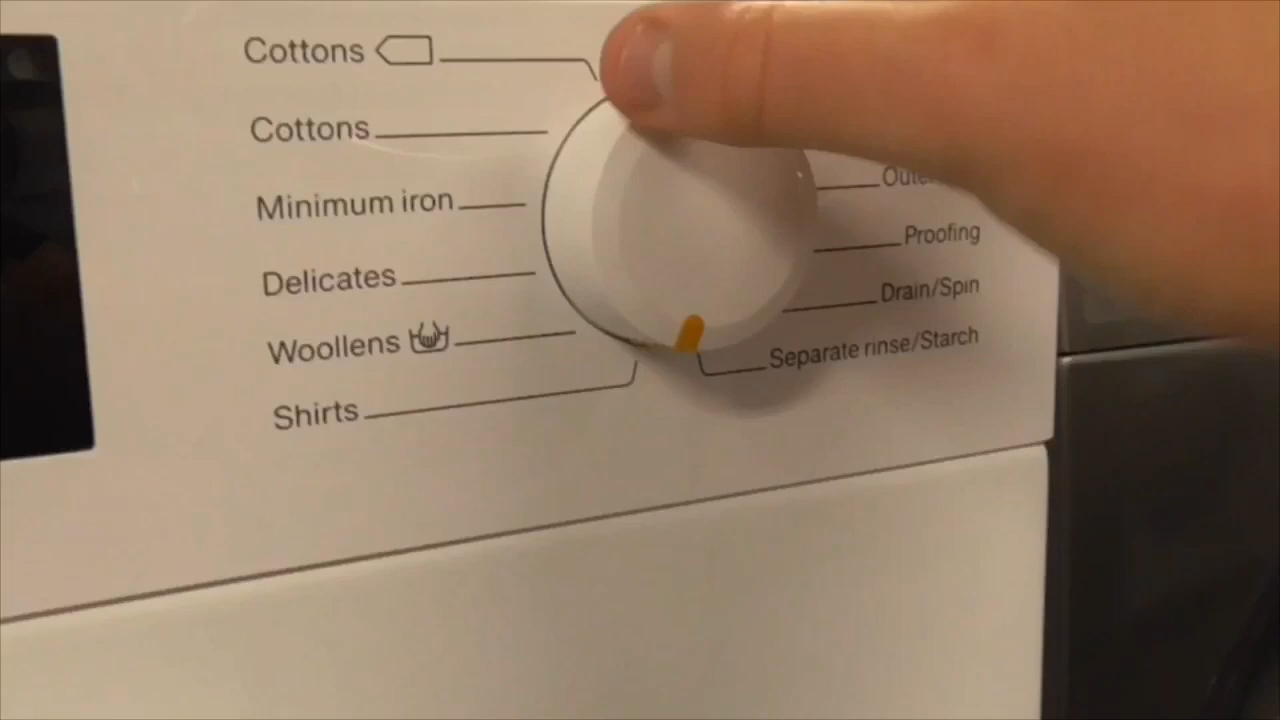 Cottons
Cottons
Minimum iron
Delicates
Woollens
Shirts
Proofing
Drain/Spin
Separate rinse/Starch